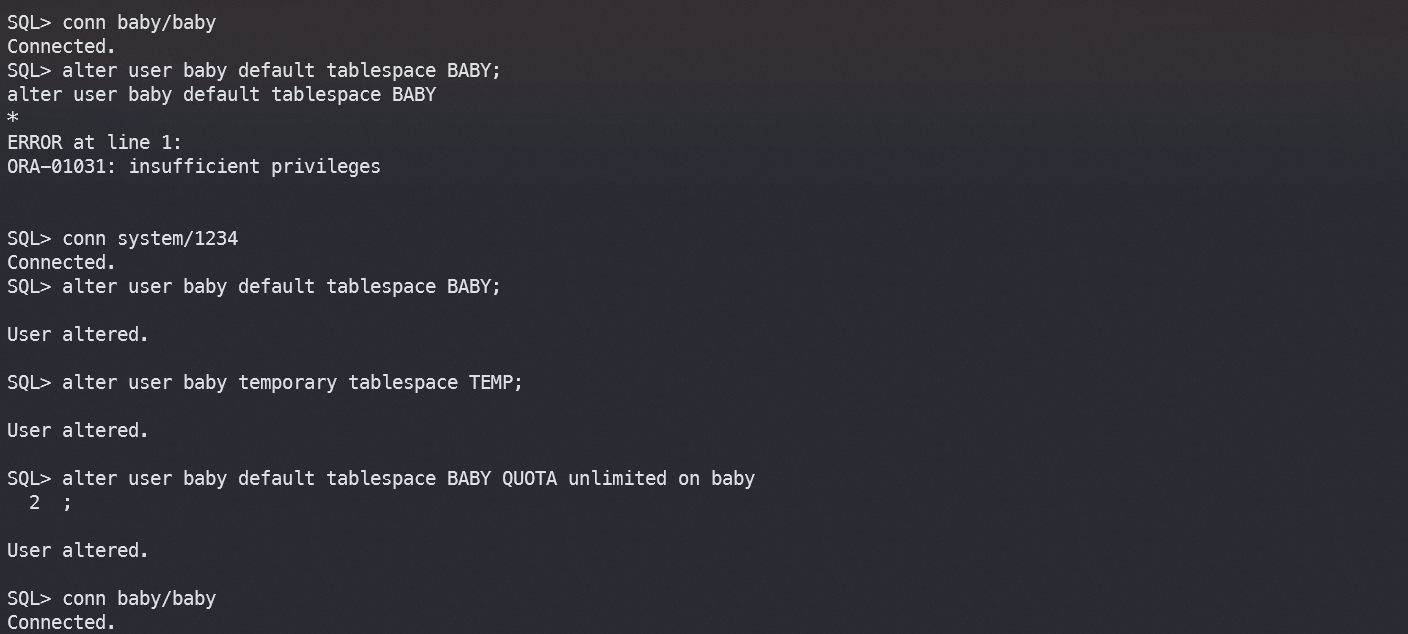 SQL> conn baby/baby
Connected.
SQL> alter user baby default tablespace BABY;
alter user baby default tablespace BABY
*
ERROR at line 1:
ORA-01031: insufficient privileges
SQL> conn system/1234
Connected.
SQL> alter user baby default tablespace BABY;
User altered.
SQL> alter user baby temporary tablespace TEMP;
User altered.
SQL> alter user baby default tablespace BABY QUOTA unlimited on baby
  2  ;
User altered.
SQL> conn baby/baby
Connected.